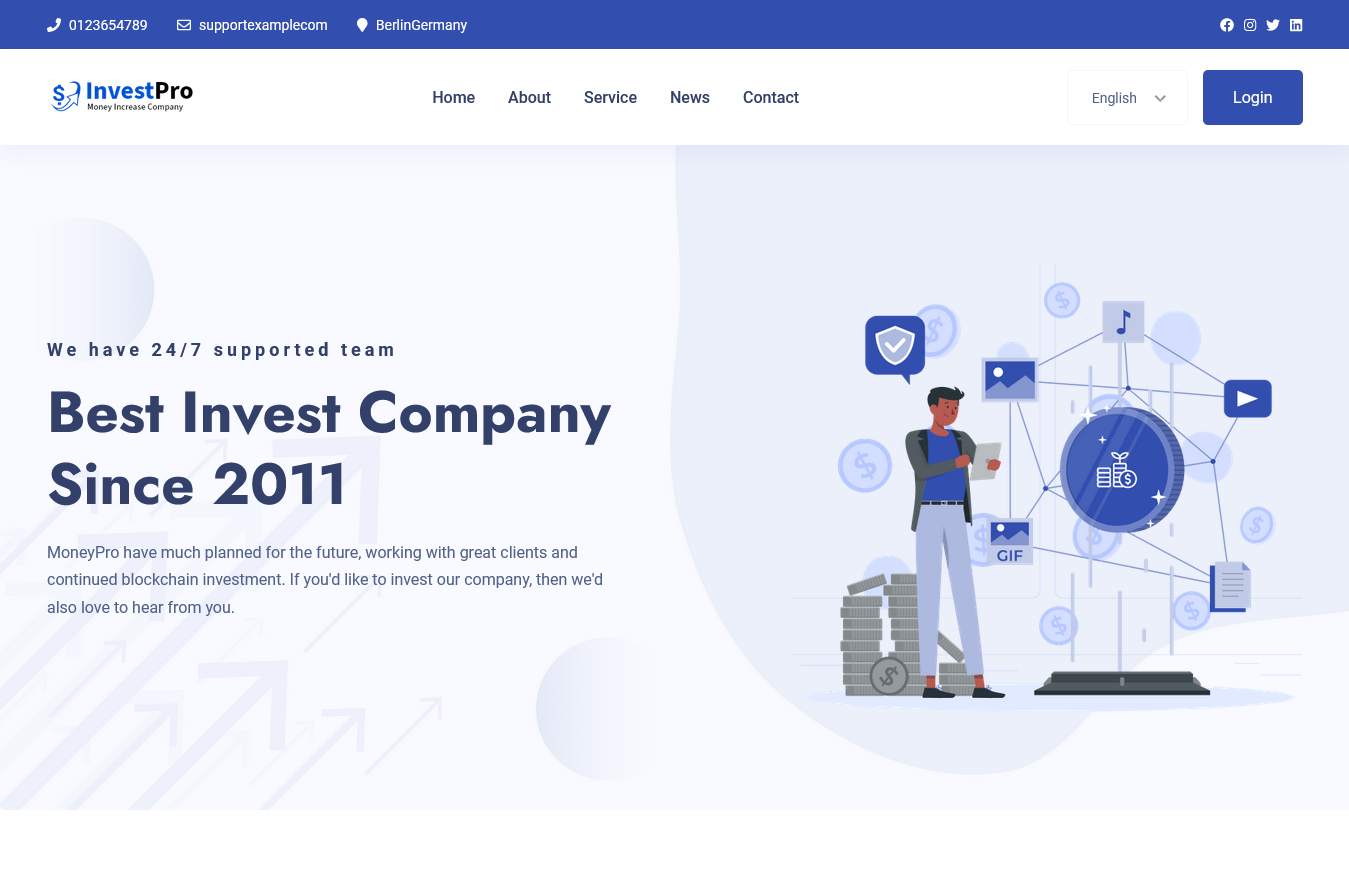 0123654789 supportexamplecom BerlinGermany
InvestPro
Money Increase Company
Home About Service News Contact
English
Login
We have 24/7 supported team
Best Invest Company
Since 2011
MoneyPro have much planned for the future, working with great clients and
continued blockchain investment. If you'd like to invest our company, then we'd
also love to hear from you.
GIF